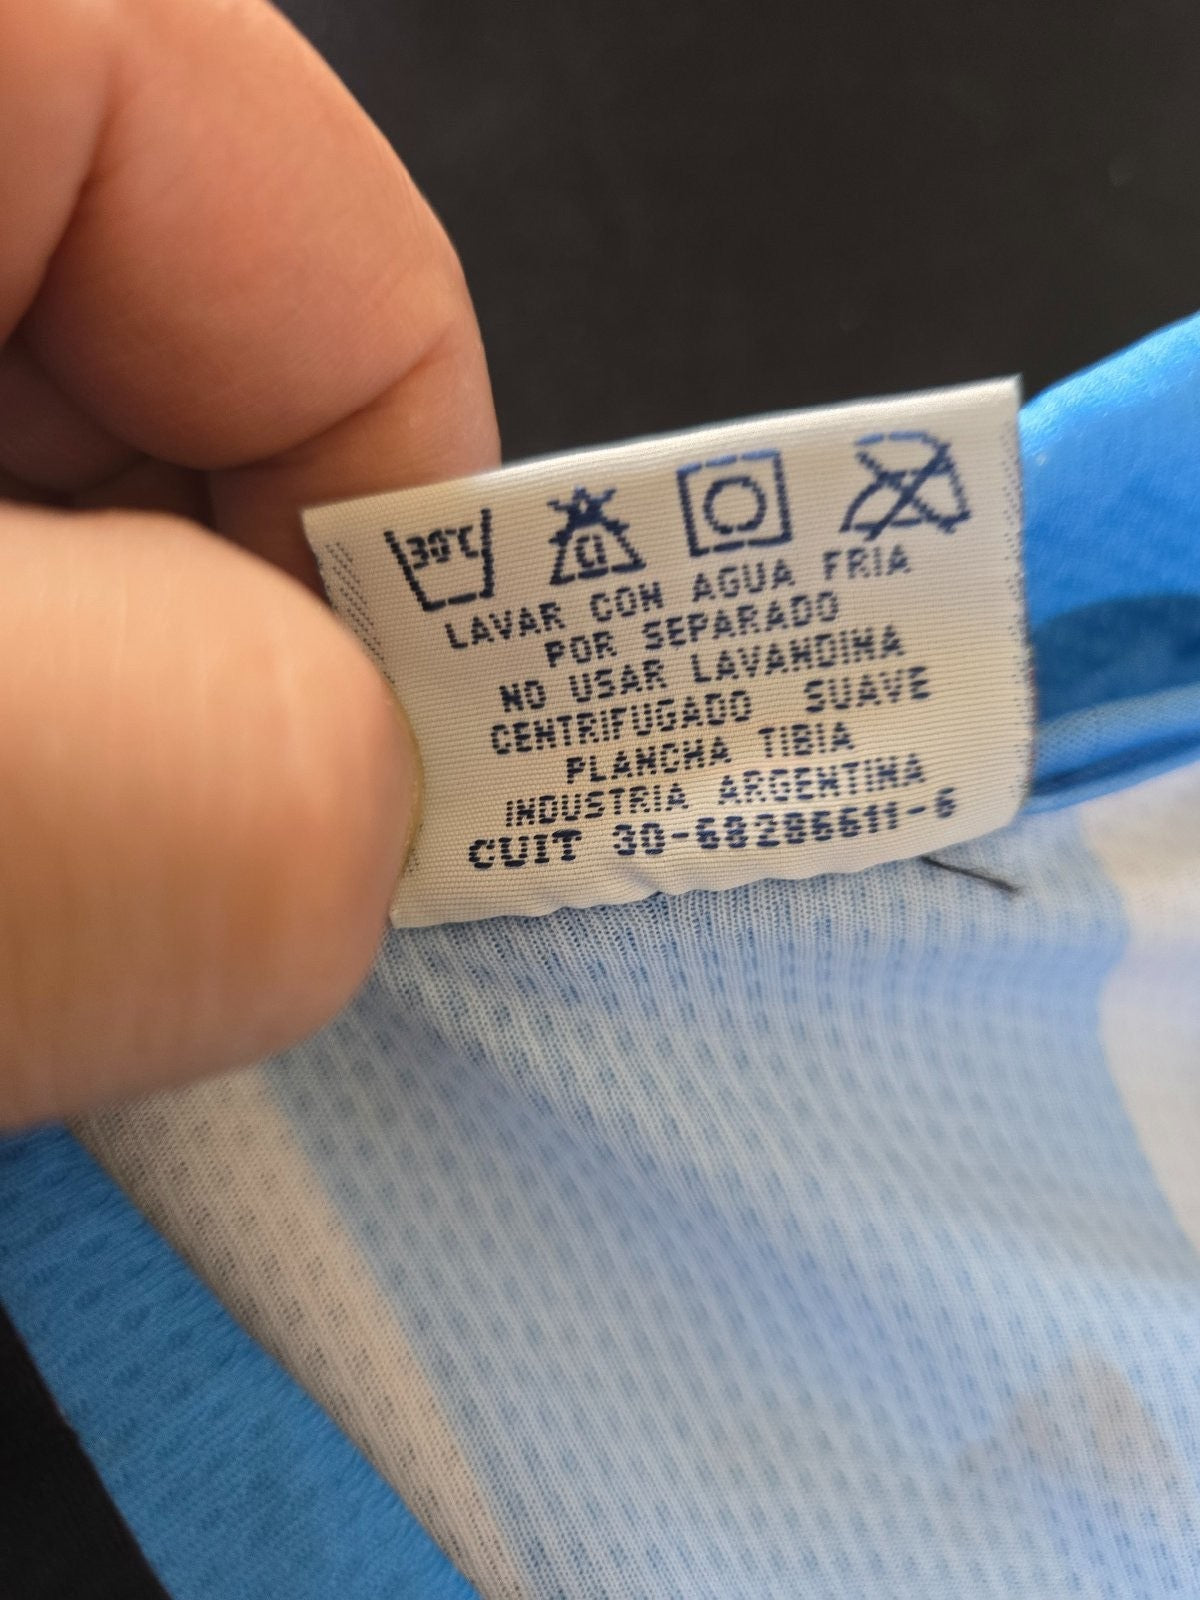 30°C
CL
LAVAR CON AGUA FRIA
POR SEPARADO
NO USAR LAVANDINA
CENTRIFUGADO SUAVE
PLANCHA TIBIA
INDUSTRIA ARGENTINA
CUIT 30-68286611-6